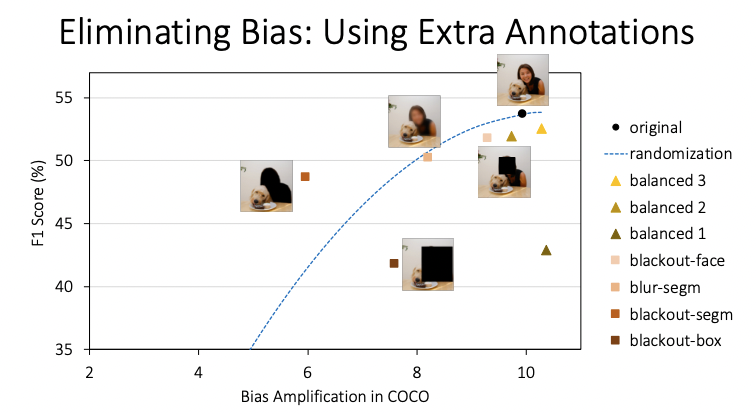 Eliminating Bias: Using Extra Annotations
55
50
45
40
35
F1 Score (%)
2 4 6 8 10
Bias Amplification in COCO
original
randomization
balanced 3
balanced 2
balanced 1
blackout-face
blur-segm
blackout-segm
blackout-box